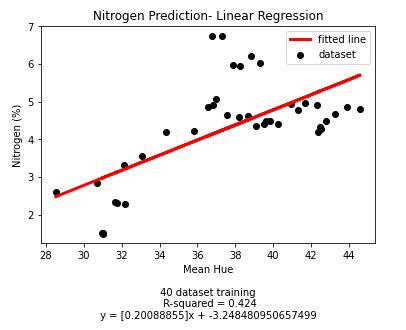 Nitrogen Prediction- Linear Regression
fitted line
dataset
7
6
5
4
3
2
Nitrogen (%)
28 30 32 34 36 38 40 42 44
Mean Hue
40 dataset training
R-squared = 0.424
y = [0.20088855]x + -3.248480950657499